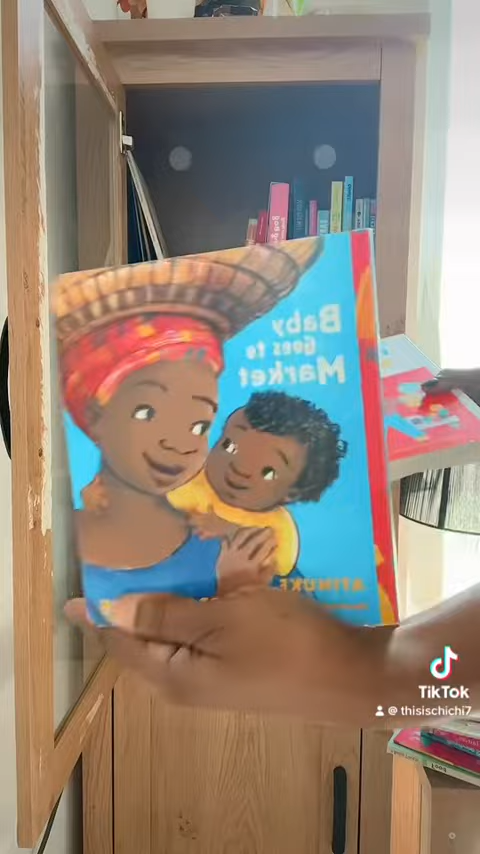 Baby
Goes to
Market
ATINUKE
TikTok
@ thisischichi7